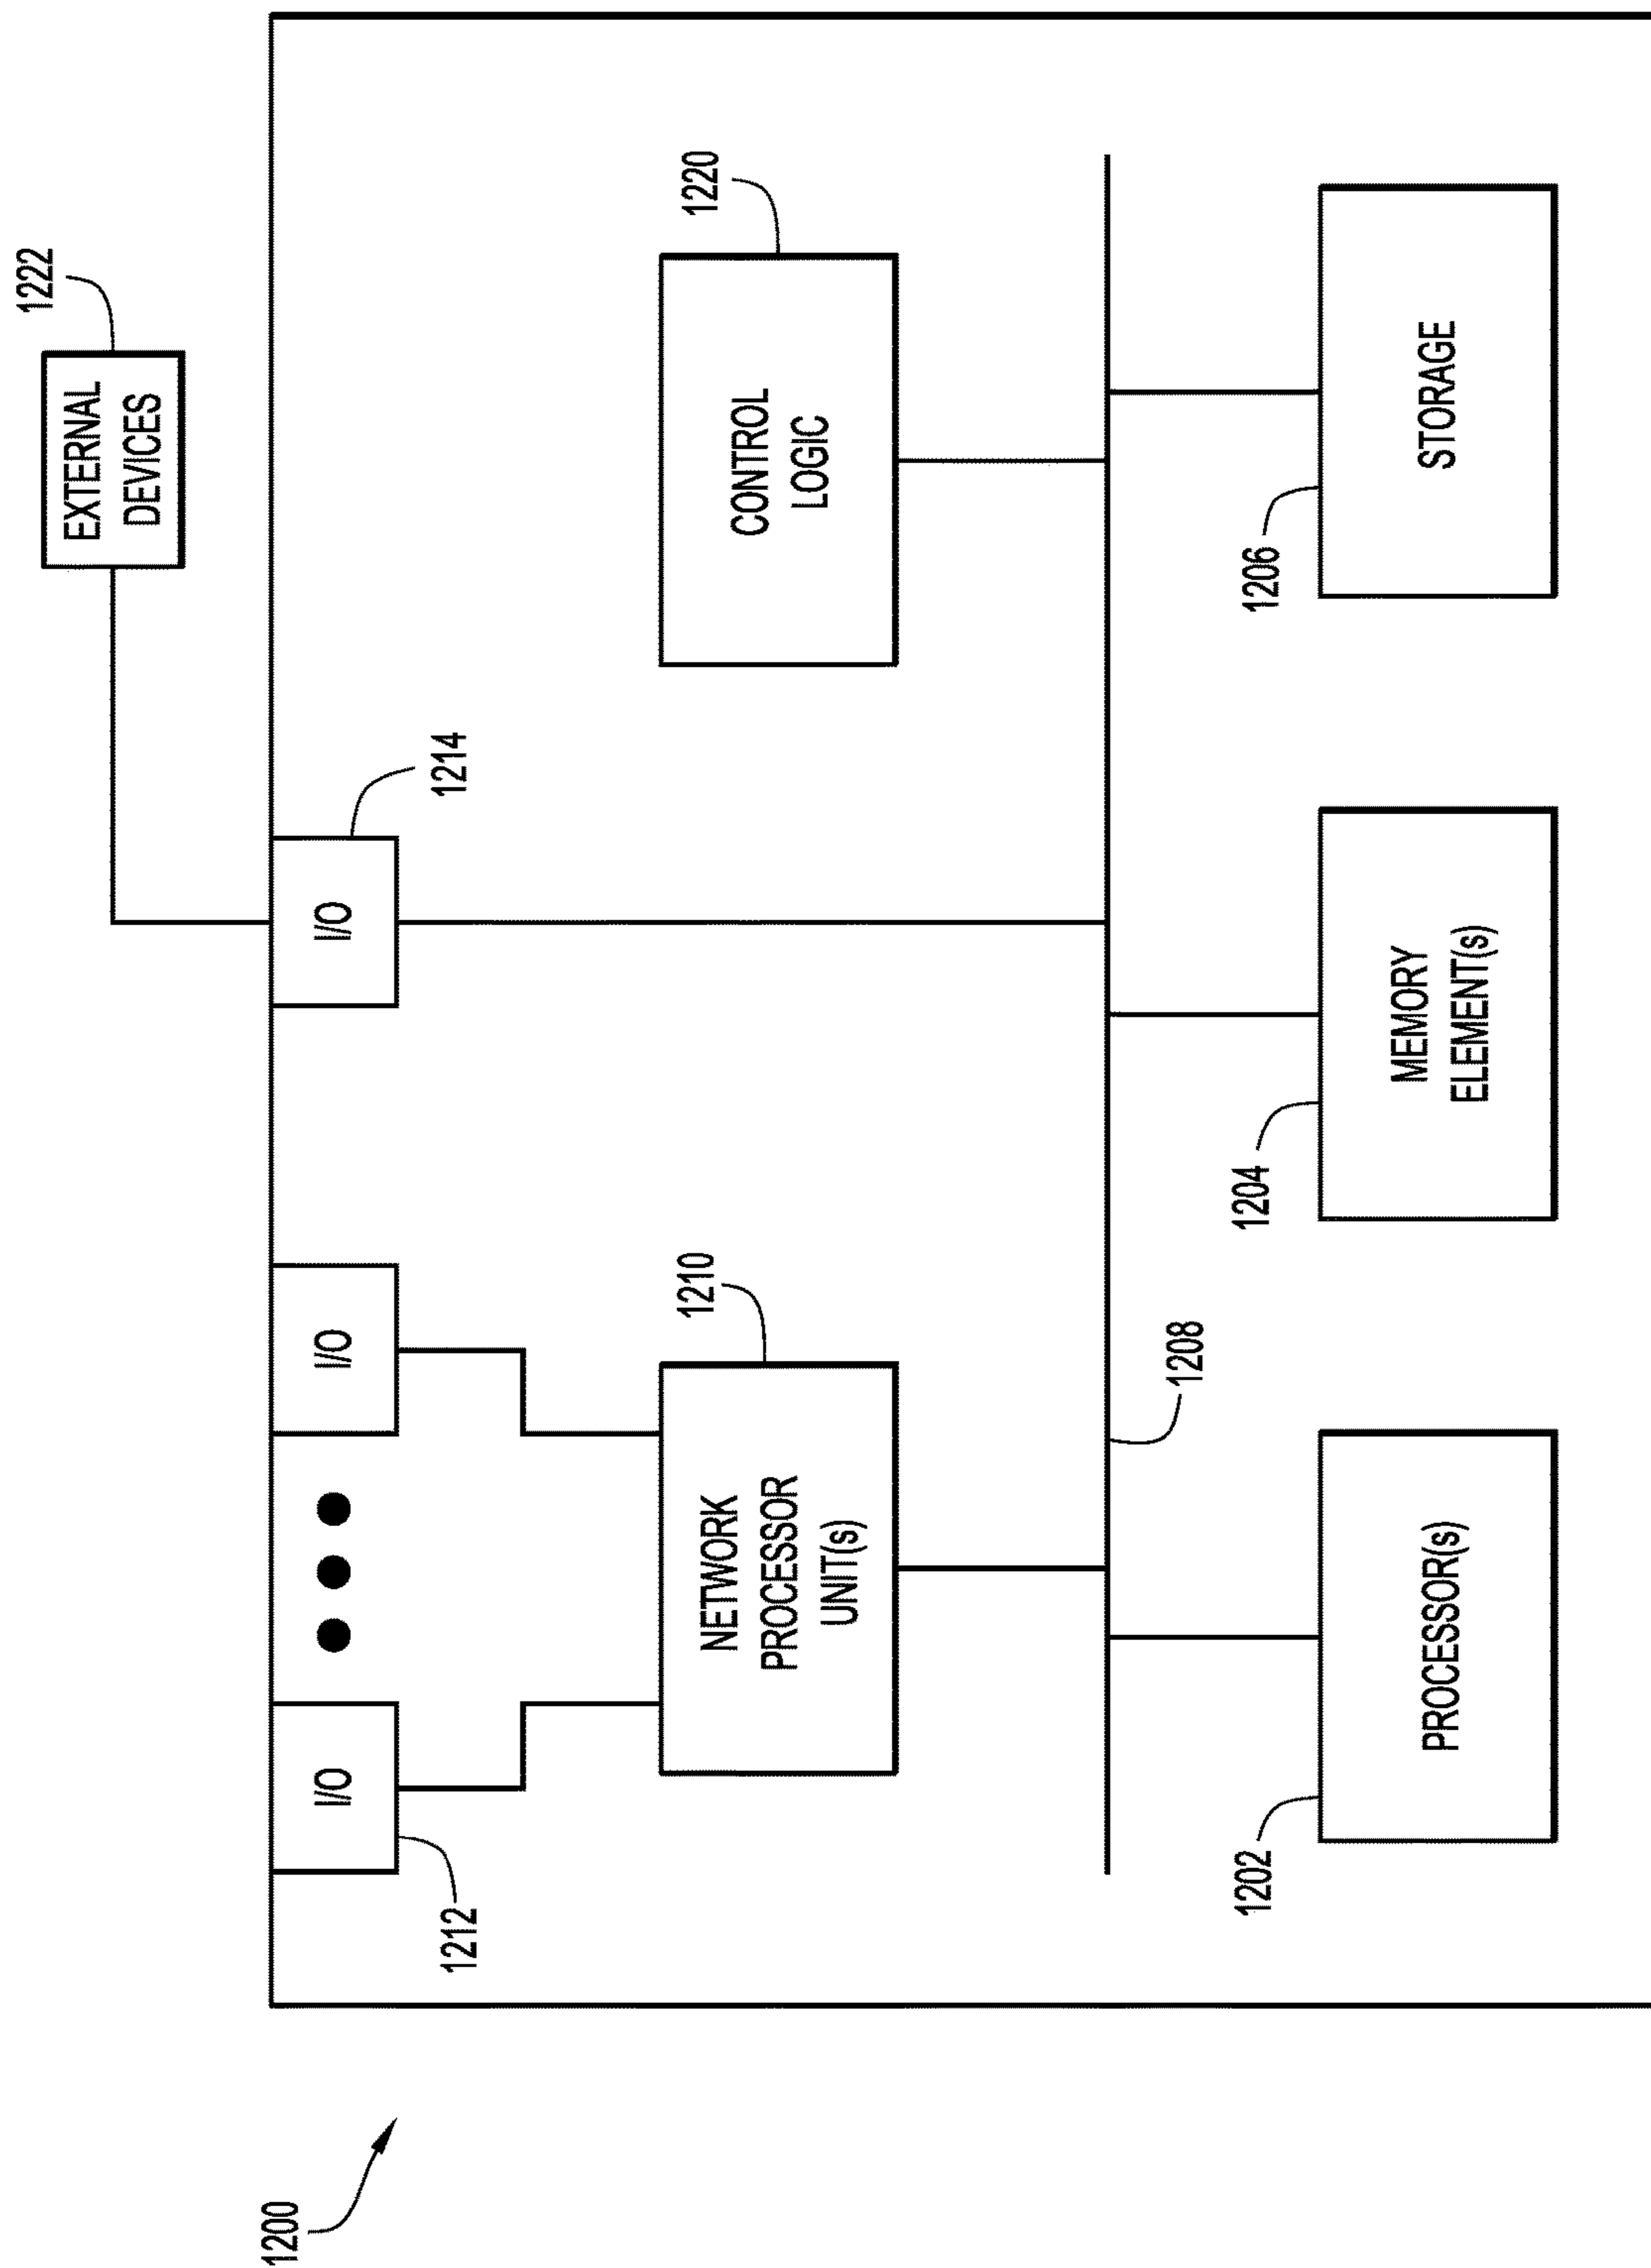 1200
1222
EXTERNAL
DEVICES
I/O
1212
I/O
I/O
1214
NETWORK
PROCESSOR
UNIT(s)
1210
CONTROL
LOGIC
1220
1208
1202
PROCESSOR(s)
1204
MEMORY
ELEMENT(s)
1206
STORAGE